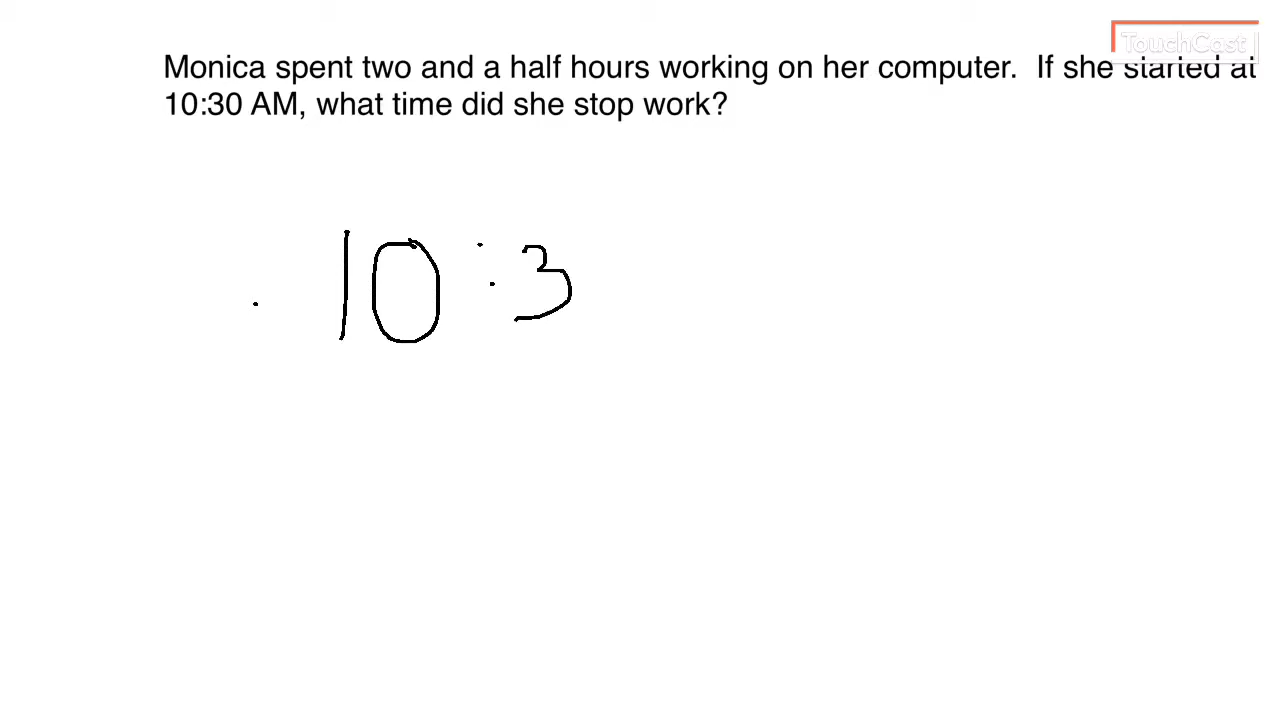 TouchCast
Monica spent two and a half hours working on her computer.  If she started at
10:30 AM, what time did she stop work?
10:3